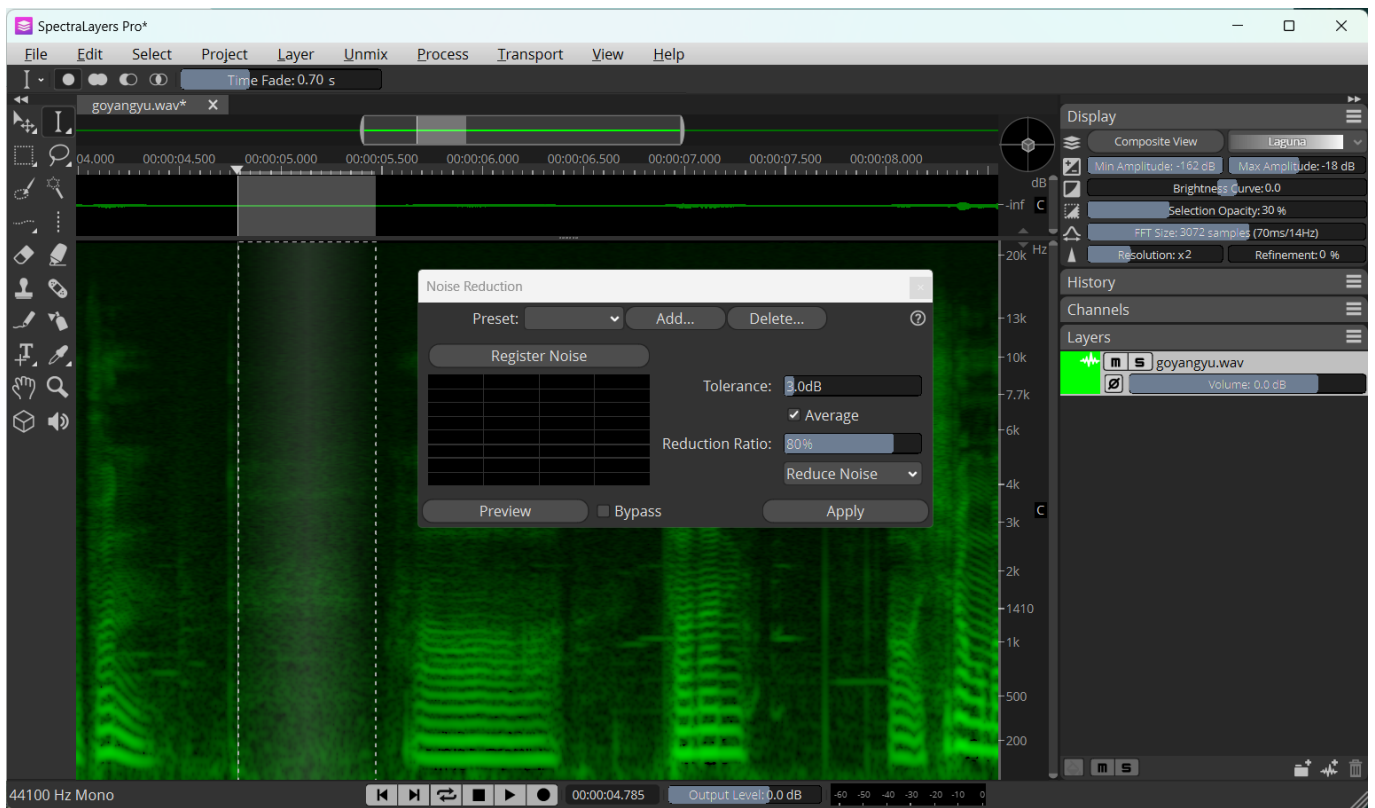 SpectraLayers Pro*
File Edit Select Project Layer Unmix Process Transport View Help
Time Fade: 0.70 s
goyangyu.wav*
04.000 00:00:04.500 00:00:05.000 00:00:05.500 00:00:06.000 00:00:06.500 00:00:07.000 00:00:07.500 00:00:08.000
dB
-inf C
Hz
20k
13k
10k
7.7k
6k
4k
C
3k
2k
1410
1k
500
200
Noise Reduction
Preset: Add... Delete...
Register Noise
Tolerance: 3.0dB
Average
Reduction Ratio: 80%
Reduce Noise
Preview Bypass Apply
Display
Composite View Laguna
Min Amplitude: -162 dB Max Amplitude: -18 dB
Brightness Curve: 0.0
Selection Opacity: 30 %
FFT Size: 3072 samples (70ms/14Hz)
Resolution: x2 Refinement: 0 %
History
Channels
Layers
m S goyangyu.wav
Volume: 0.0 dB
m S
44100 Hz Mono 00:00:04.785 Output Level: 0.0 dB -60 -50 -40 -30 -20 -10 0